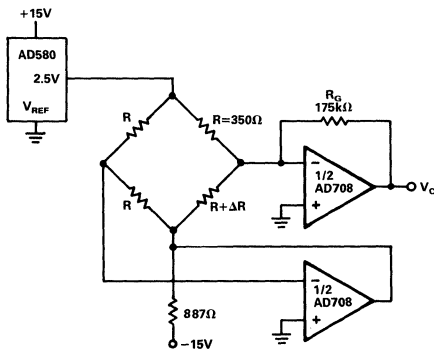 +15V
AD580
2.5V
VREF
R
R=350Ω
RG
175kΩ
−
1/2
AD708
+
VO
R
R+ΔR
−
1/2
AD708
+
887Ω
−15V